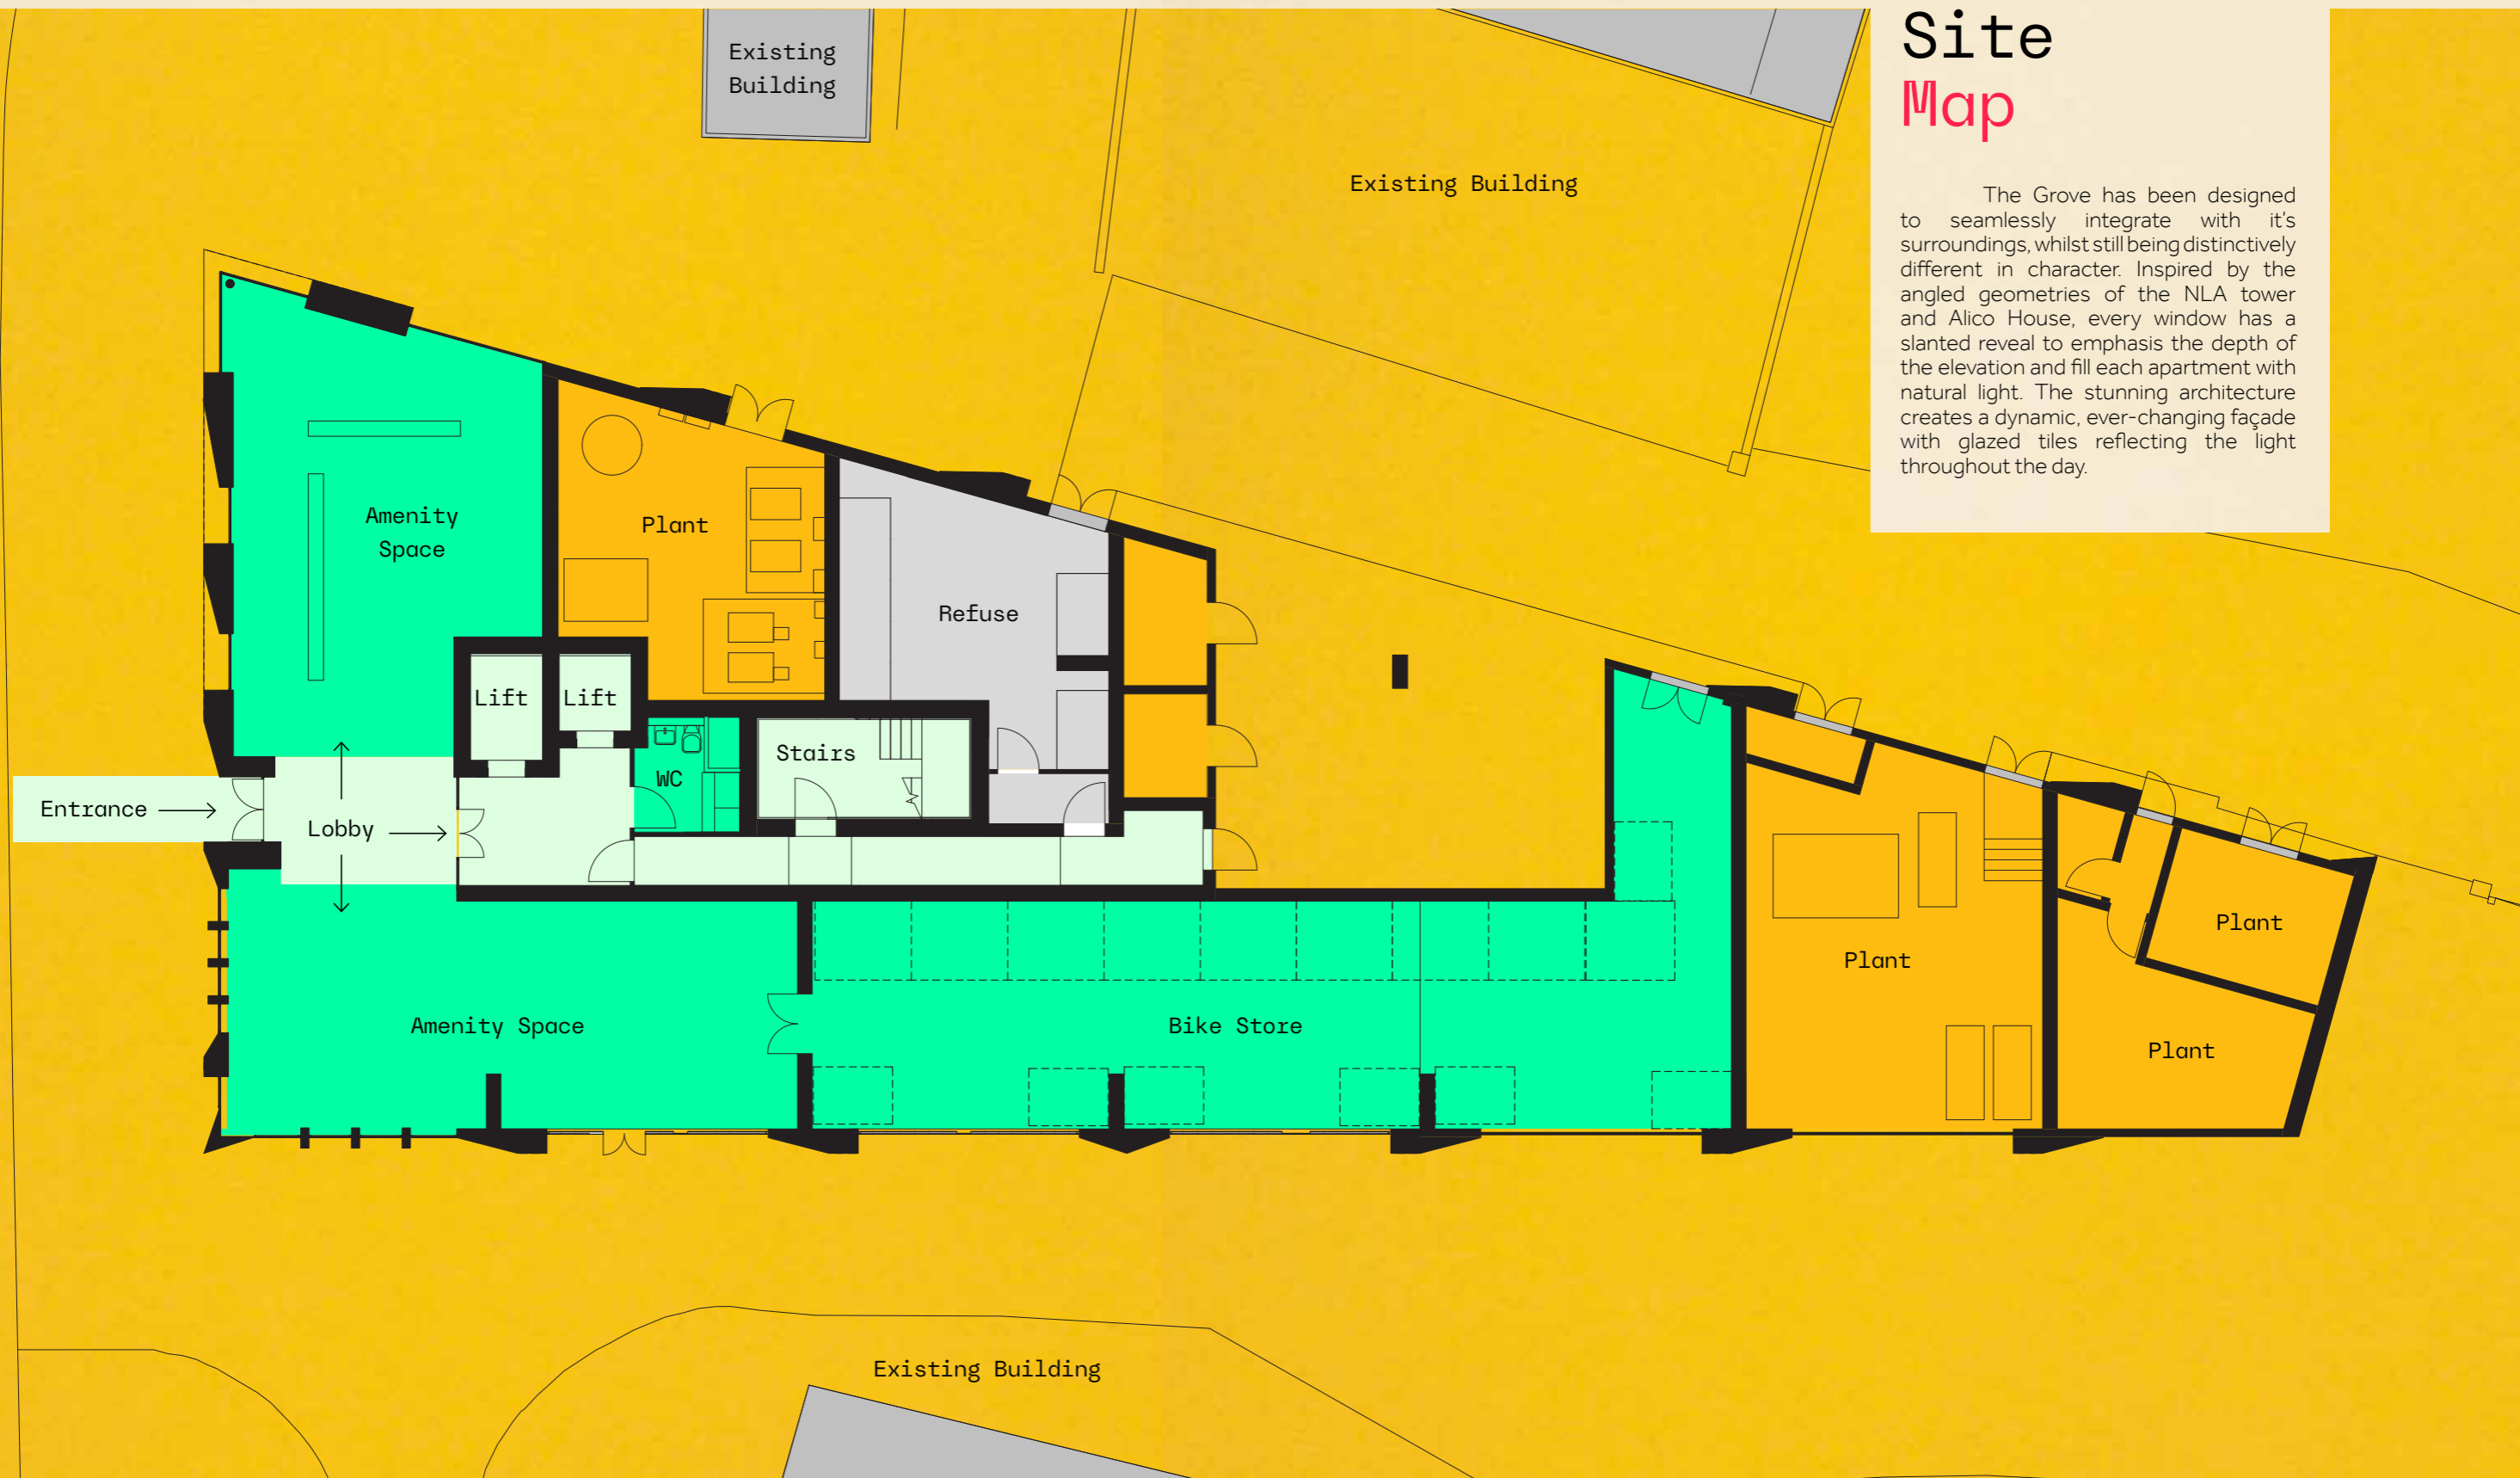 Site
Map
The Grove has been designed
to seamlessly integrate with it's
surroundings, whilst still being distinctively
different in character. Inspired by the
angled geometries of the NLA tower
and Alico House, every window has a
slanted reveal to emphasis the depth of
the elevation and fill each apartment with
natural light. The stunning architecture
creates a dynamic, ever-changing façade
with glazed tiles reflecting the light
throughout the day.
Existing
Building
Existing Building
Amenity
Space
Plant
Refuse
Lift
Lift
WC
Stairs
Entrance
Lobby
Plant
Plant
Amenity Space
Bike Store
Plant
Existing Building